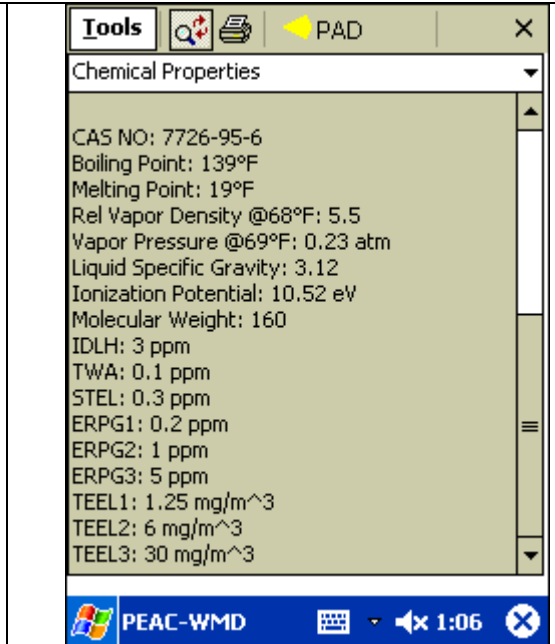 Tools PAD
Chemical Properties
CAS NO: 7726-95-6
Boiling Point: 139°F
Melting Point: 19°F
Rel Vapor Density @68°F: 5.5
Vapor Pressure @69°F: 0.23 atm
Liquid Specific Gravity: 3.12
Ionization Potential: 10.52 eV
Molecular Weight: 160
IDLH: 3 ppm
TWA: 0.1 ppm
STEL: 0.3 ppm
ERPG1: 0.2 ppm
ERPG2: 1 ppm
ERPG3: 5 ppm
TEEL1: 1.25 mg/m^3
TEEL2: 6 mg/m^3
TEEL3: 30 mg/m^3
PEAC-WMD 1:06